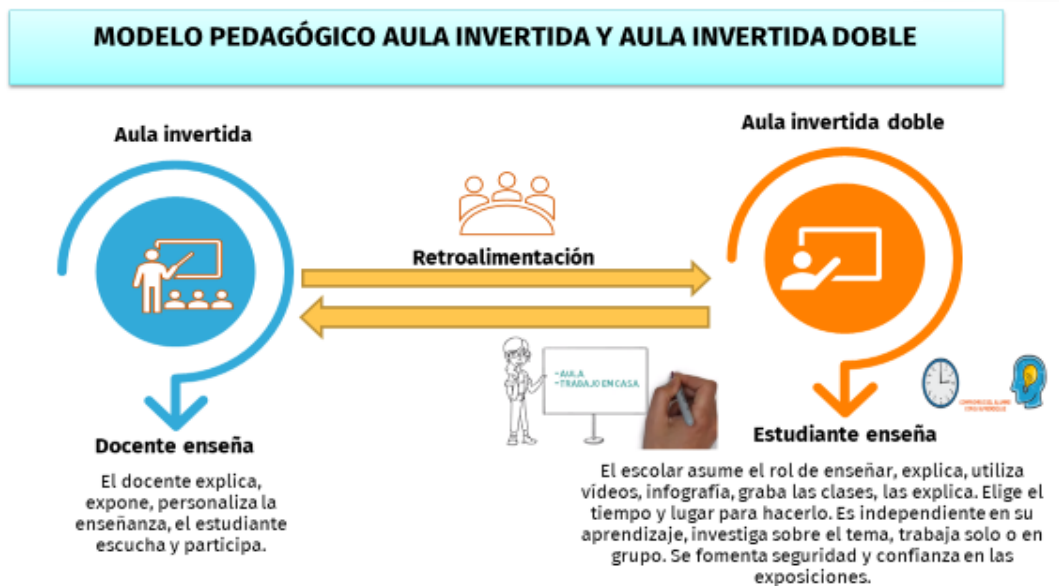 MODELO PEDAGÓGICO AULA INVERTIDA Y AULA INVERTIDA DOBLE
Aula invertida
Aula invertida doble
Retroalimentación
-AULA
-TRABAJO EN CASA
Docente enseña
El docente explica,
expone, personaliza la
enseñanza, el estudiante
escucha y participa.
Estudiante enseña
El escolar asume el rol de enseñar, explica, utiliza
vídeos, infografía, graba las clases, las explica. Elige el
tiempo y lugar para hacerlo. Es independiente en su
aprendizaje, investiga sobre el tema, trabaja solo o en
grupo. Se fomenta seguridad y confianza en las
exposiciones.